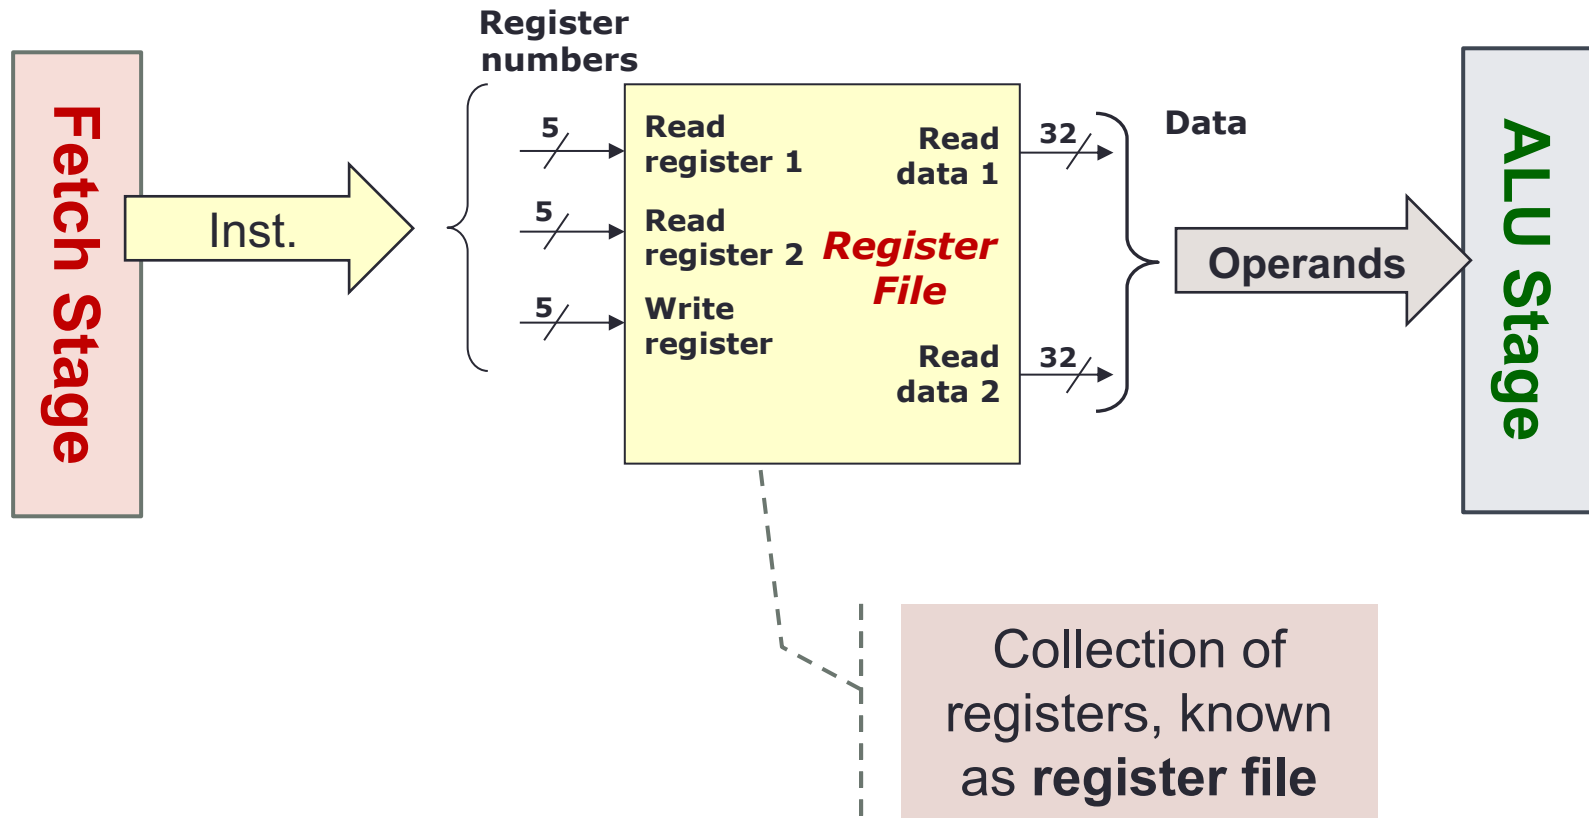 Register
numbers
Fetch Stage
Inst.
5
Read
register 1
5
Read
register 2
5
Write
register
Register
File
Read
data 1
32
Read
data 2
32
Data
Operands
ALU Stage
Collection of
registers, known
as register file